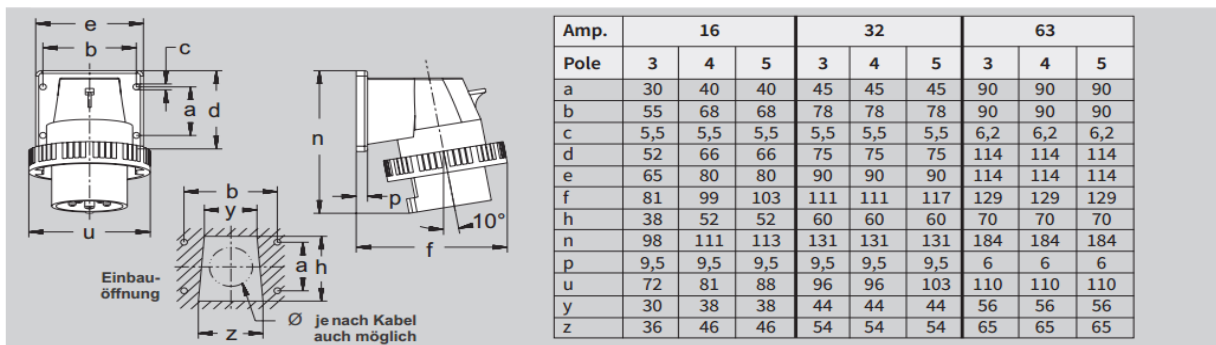 e
b
c
a
d
u
n
p
10°
f
b
y
a
h
z
Einbau-
öffnung
Ø je nach Kabel
auch möglich
Amp. 16 32 63
Pole 3 4 5 3 4 5 3 4 5
a 30 40 40 45 45 45 90 90 90
b 55 68 68 78 78 78 90 90 90
c 5,5 5,5 5,5 5,5 5,5 5,5 6,2 6,2 6,2
d 52 66 66 75 75 75 114 114 114
e 65 80 80 90 90 90 114 114 114
f 81 99 103 111 111 117 129 129 129
h 38 52 52 60 60 60 70 70 70
n 98 111 113 131 131 131 184 184 184
p 9,5 9,5 9,5 9,5 9,5 9,5 6 6 6
u 72 81 88 96 96 103 110 110 110
y 30 38 38 44 44 44 56 56 56
z 36 46 46 54 54 54 65 65 65